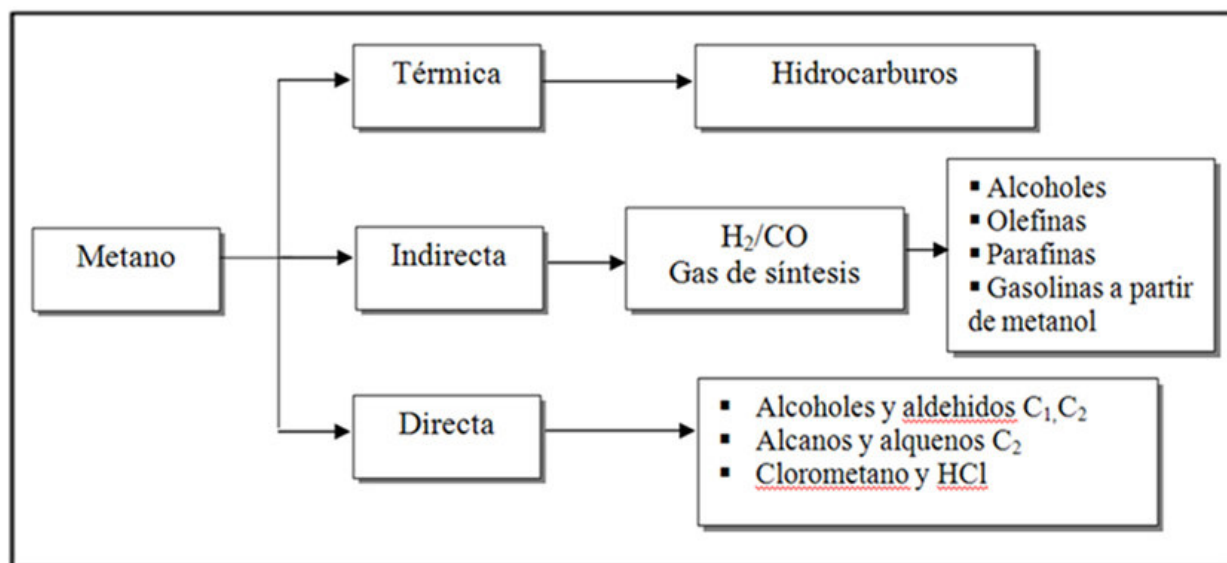 Térmica
Hidrocarburos
Metano
Indirecta
H₂/CO
Gas de síntesis
▪ Alcoholes
▪ Olefinas
▪ Parafinas
▪ Gasolinas a partir
de metanol
Directa
▪ Alcoholes y aldehidos C₁,C₂
▪ Alcanos y alquenos C₂
▪ Clorometano y HCl